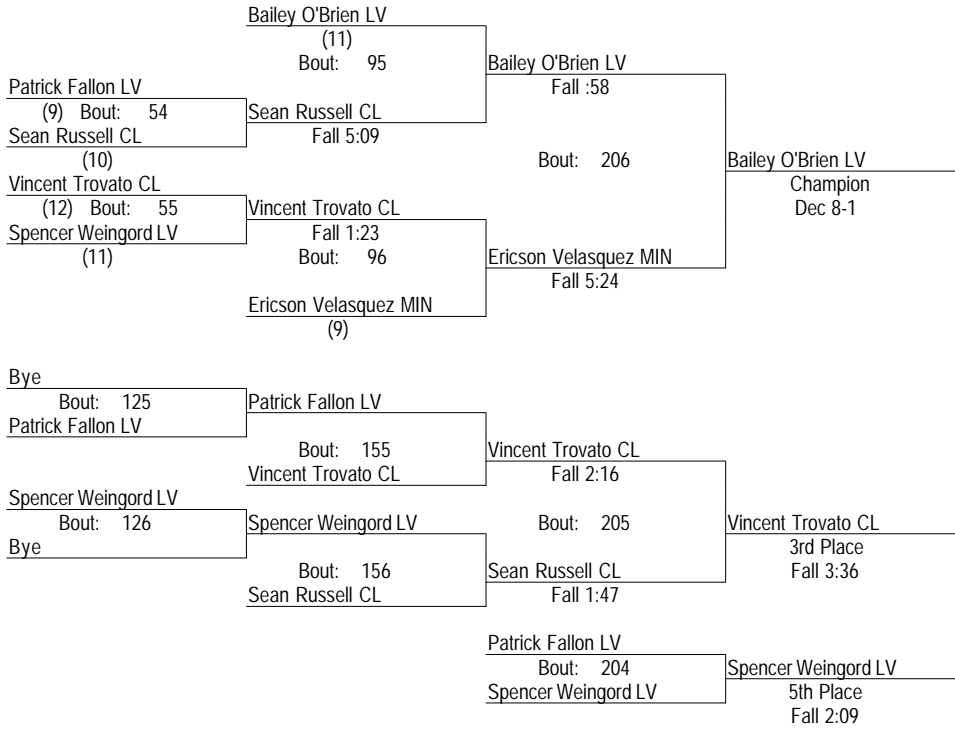 Bailey O'Brien LV
(11)
Bout: 95
Bailey O'Brien LV
Fall :58
Patrick Fallon LV
(9) Bout: 54
Sean Russell CL
Fall 5:09
Sean Russell CL
(10)
Bout: 206
Bailey O'Brien LV
Champion
Dec 8-1
Vincent Trovato CL
(12) Bout: 55
Vincent Trovato CL
Fall 1:23
Spencer Weingord LV
(11)
Bout: 96
Ericson Velasquez MIN
Fall 5:24
Ericson Velasquez MIN
(9)
Bye
Bout: 125
Patrick Fallon LV
Patrick Fallon LV
Bout: 155
Vincent Trovato CL
Fall 2:16
Vincent Trovato CL
Spencer Weingord LV
Bout: 126
Spencer Weingord LV
Bout: 205
Vincent Trovato CL
3rd Place
Fall 3:36
Bye
Bout: 156
Sean Russell CL
Fall 1:47
Sean Russell CL
Patrick Fallon LV
Bout: 204
Spencer Weingord LV
5th Place
Fall 2:09
Spencer Weingord LV